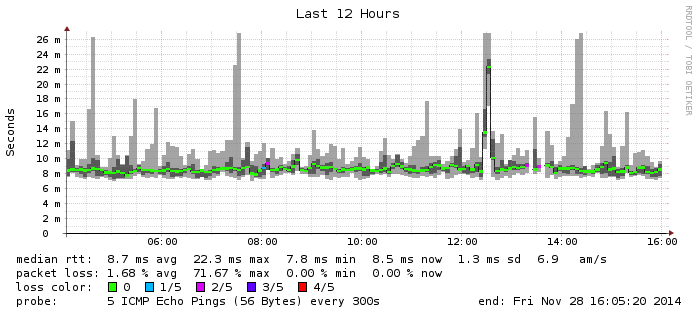 Last 12 Hours
RRDTOOL / TOBI OETIKER
Seconds
26 m
24 m
22 m
20 m
18 m
16 m
14 m
12 m
10 m
8 m
6 m
4 m
2 m
0
06:00 08:00 10:00 12:00 14:00 16:00
median rtt: 8.7 ms avg 22.3 ms max 7.8 ms min 8.5 ms now 1.3 ms sd 6.9 am/s
packet loss: 1.68 % avg 71.67 % max 0.00 % min 0.00 % now
loss color: 0 1/5 2/5 3/5 4/5
probe: 5 ICMP Echo Pings (56 Bytes) every 300s end: Fri Nov 28 16:05:20 2014